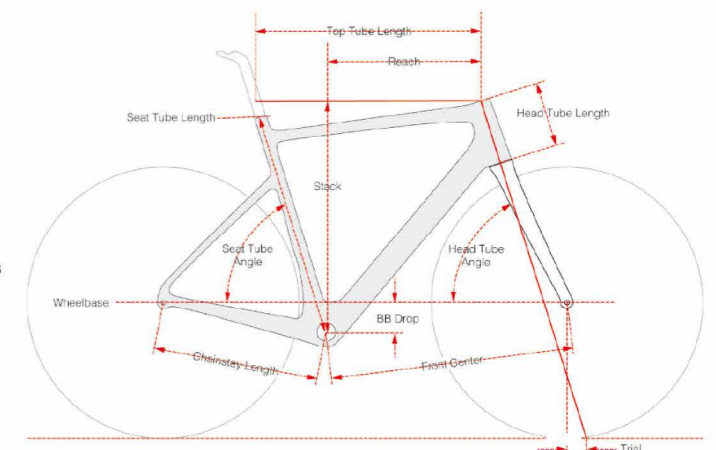 Top Tube Length
Reach
Seat Tube Length
Head Tube Length
Stack
Seat Tube
Angle
Head Tube
Angle
Wheelbase
BB Drop
Chainstay Length
Front Center
Trial